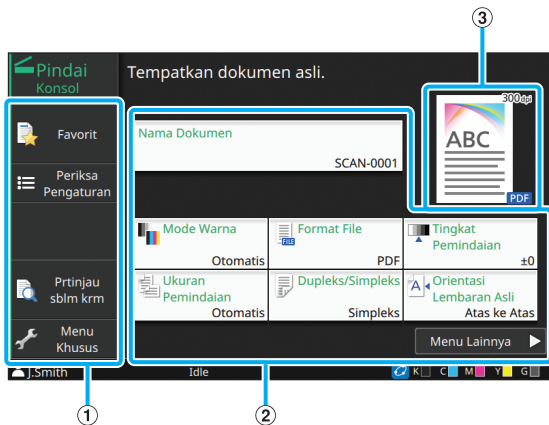 ③
Pindai
Konsol
Tempatkan dokumen asli.
300dpi
ABC
PDF
Favorit
Periksa
Pengaturan
Prtinjau
sblm krm
Menu
Khusus
Nama Dokumen
SCAN-0001
Mode Warna
Otomatis
Format File
FILE
PDF
Tingkat
Pemindaian
±0
Ukuran
Pemindaian
Otomatis
Dupleks/Simpleks
Simpleks
A
Orientasi
Lembaran Asli
Atas ke Atas
Menu Lainnya
J.Smith
Idle
K C M Y G
①
②